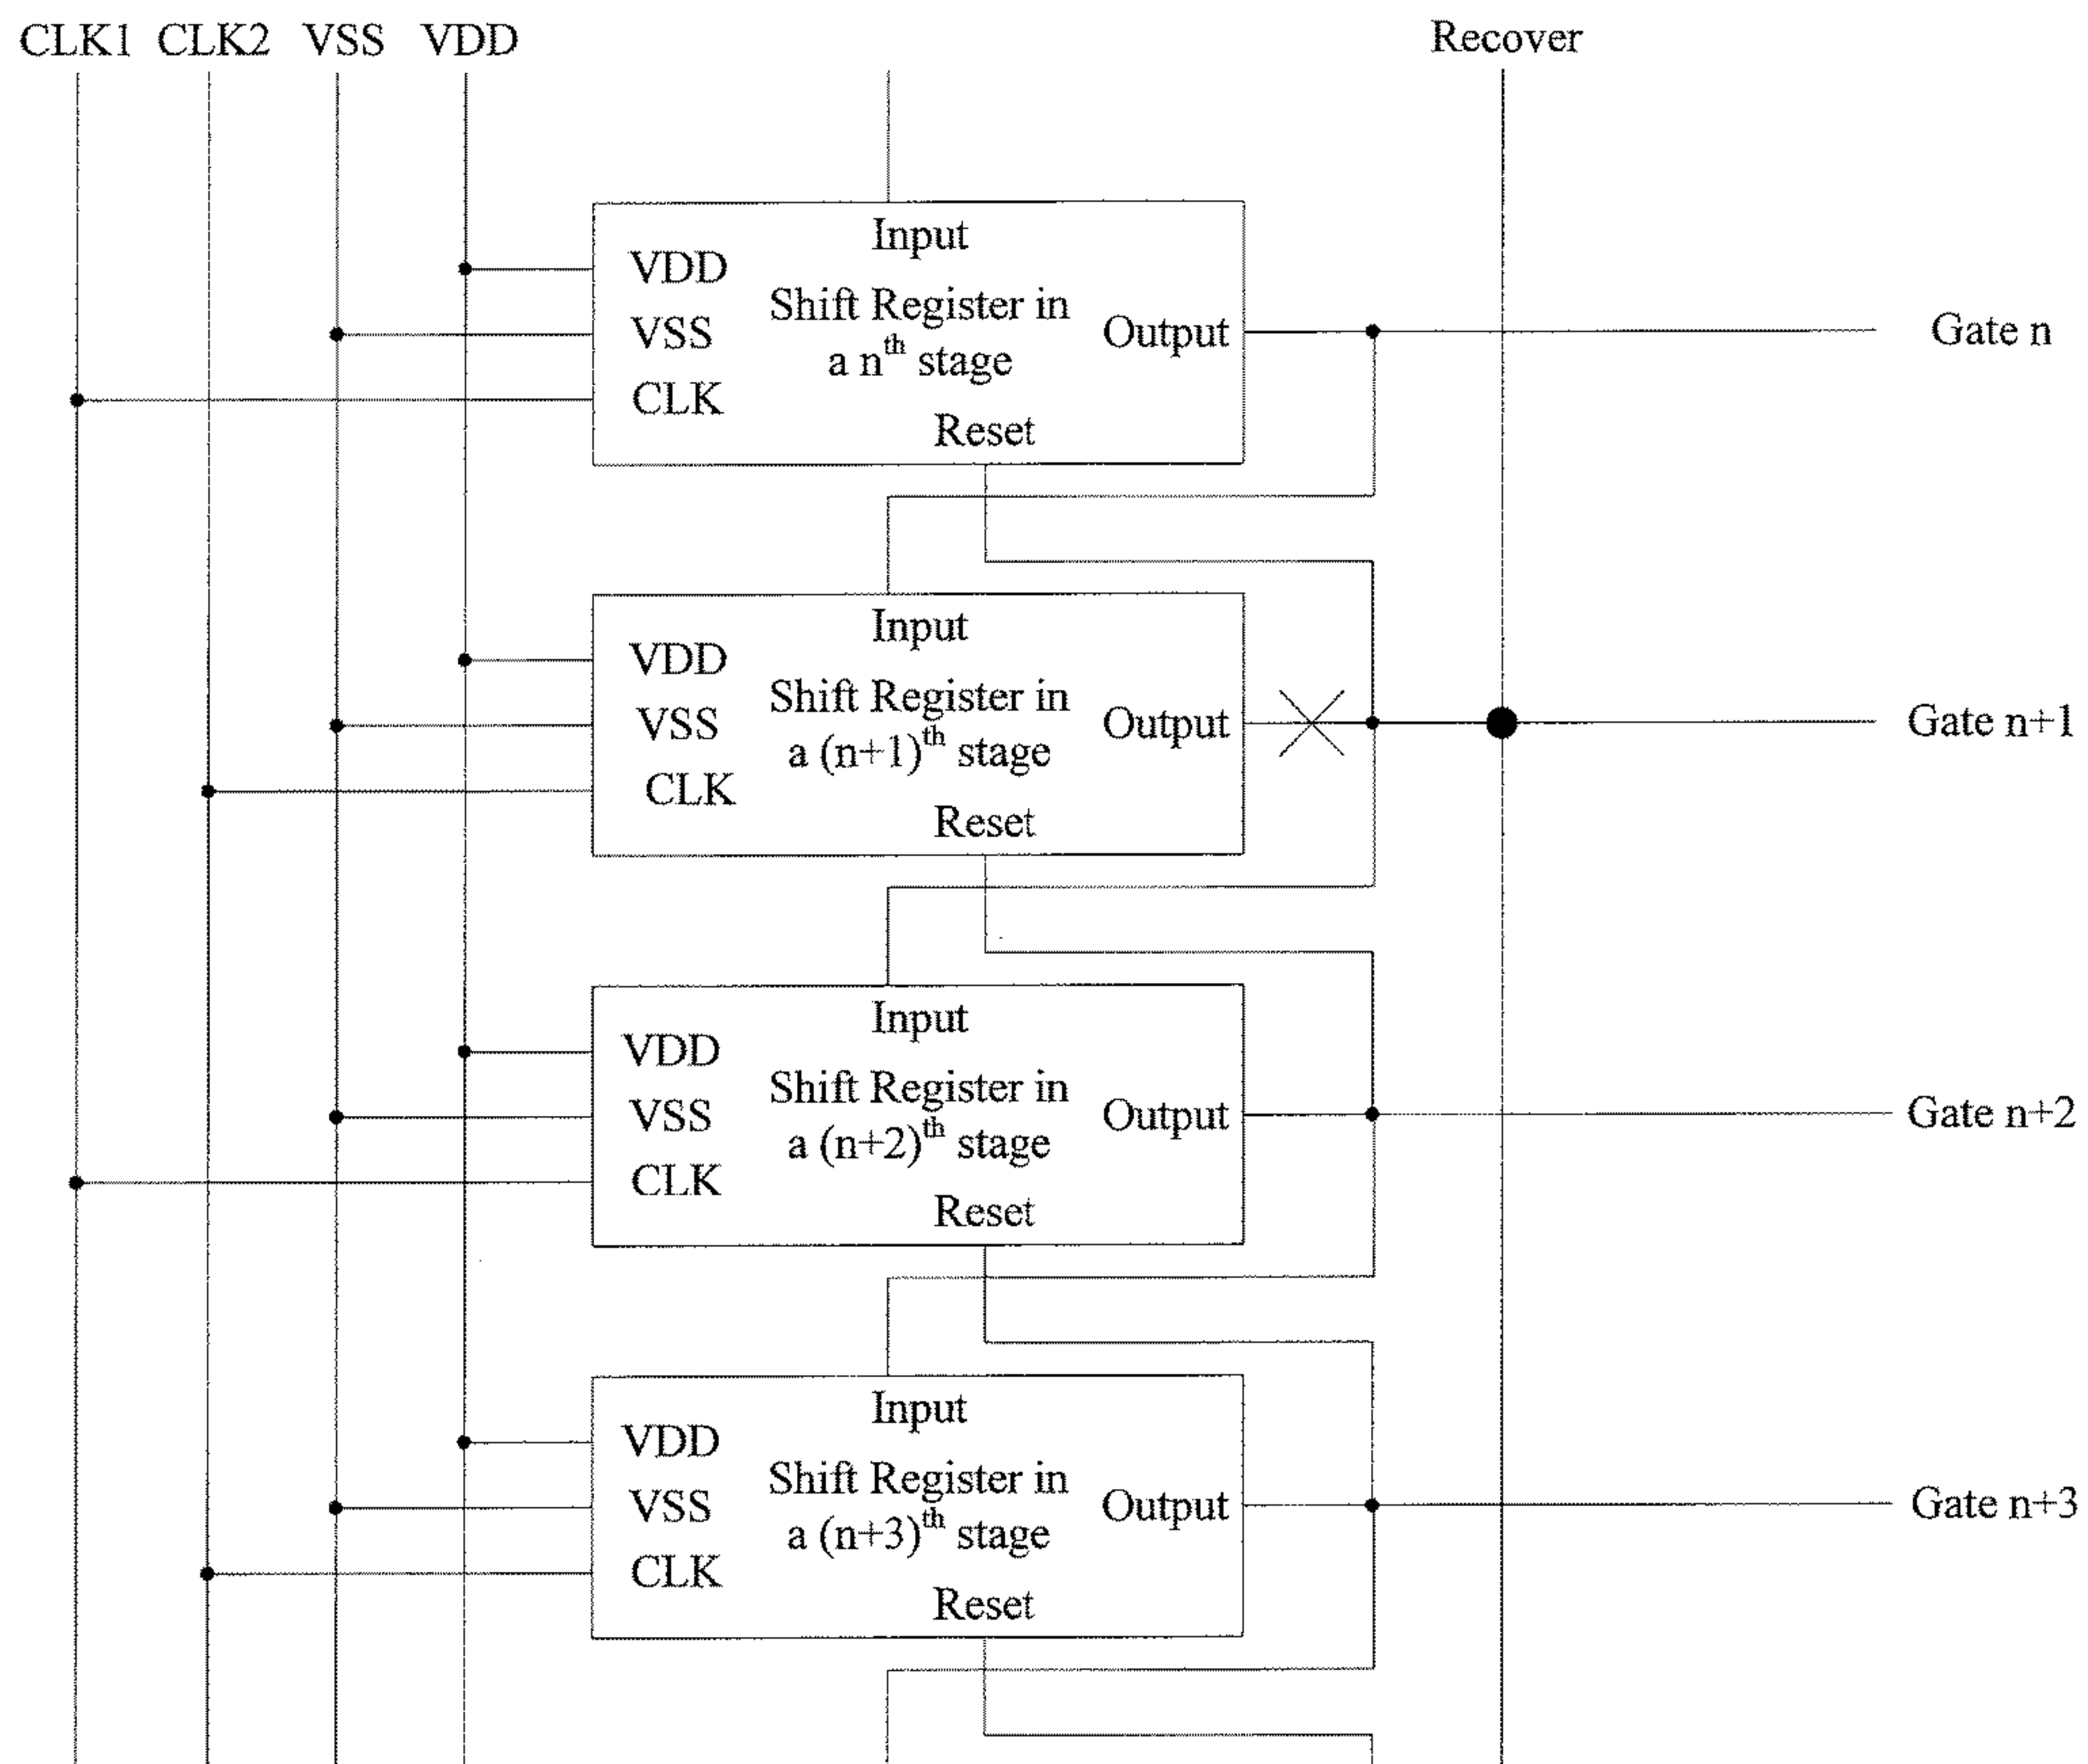 CLK1 CLK2 VSS VDD Recover
Input
VDD
Shift Register in
VSS
Output
Gate n
a nth stage
CLK
Reset
Input
VDD
Shift Register in
VSS
Output
Gate n+1
a (n+1)th stage
CLK
Reset
Input
VDD
Shift Register in
VSS
Output
Gate n+2
a (n+2)th stage
CLK
Reset
Input
VDD
Shift Register in
VSS
Output
Gate n+3
a (n+3)th stage
CLK
Reset